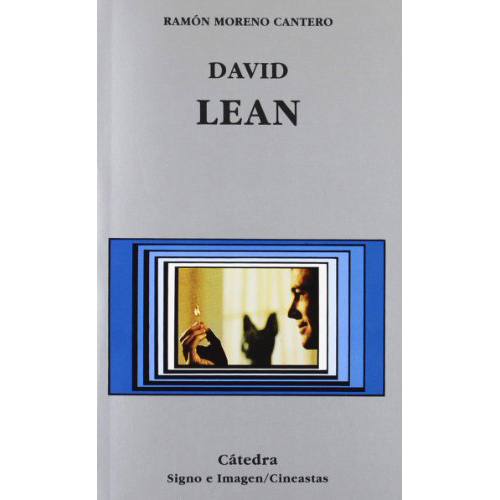 RAMÓN MORENO CANTERO
DAVID
LEAN
Cátedra
Signo e Imagen/Cineastas